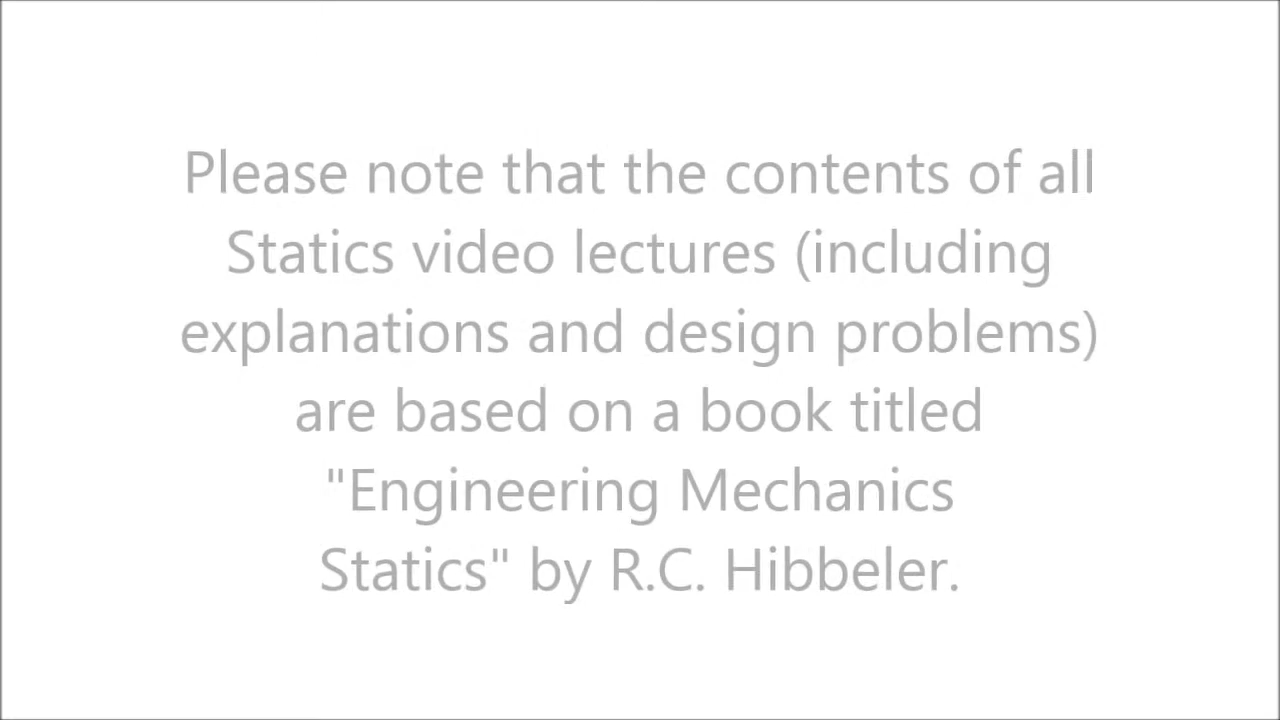 Please note that the contents of all
Statics video lectures (including
explanations and design problems)
are based on a book titled
"Engineering Mechanics
Statics" by R.C. Hibbeler.